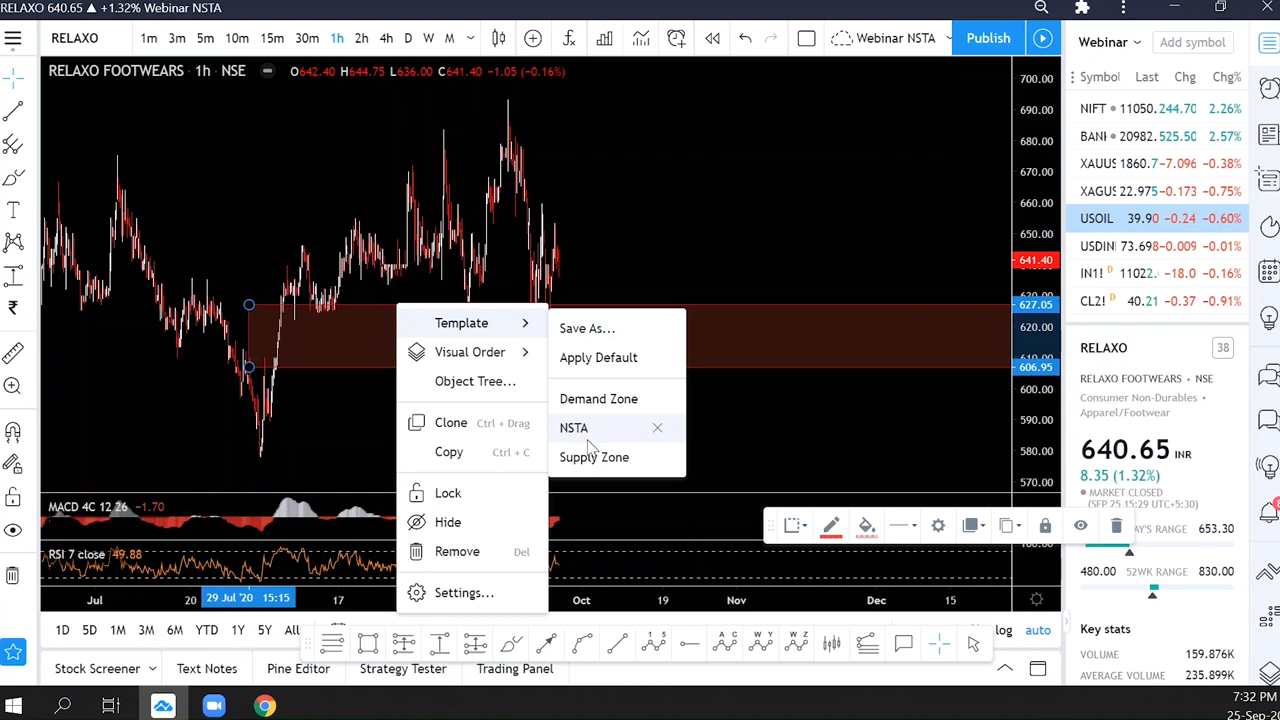 RELAXO 640.65 ▲ +1.32% Webinar NSTA
RELAXO 1m 3m 5m 10m 15m 30m 1h 2h 4h D W M Webinar NSTA Publish
Webinar Add symbol
RELAXO FOOTWEARS · 1h · NSE O642.40 H644.75 L636.00 C641.40 −1.05 (−0.16%)
Symbol Last Chg Chg%
NIFT 11050. 244.70 2.26%
BANI 20982. 525.50 2.57%
XAUUS 1860.7 −7.096 −0.38%
XAGUS 22.975 −0.173 −0.75%
USOIL 39.90 −0.24 −0.60%
USDIN 73.698 −0.009 −0.01%
IN1! D 11022. −18.0 −0.16%
CL2! D 40.21 −0.37 −0.91%
700.00
690.00
680.00
670.00
660.00
650.00
641.40
627.05
620.00
606.95
600.00
590.00
580.00
570.00
Template
Visual Order
Object Tree...
Clone Ctrl + Drag
Copy Ctrl + C
Lock
Hide
Remove Del
Settings...
Save As...
Apply Default
Demand Zone
NSTA
Supply Zone
RELAXO 38
RELAXO FOOTWEARS • NSE
Consumer Non-Durables •
Apparel/Footwear
640.65 INR
8.35 (1.32%)
MARKET CLOSED
(SEP 25 15:29 UTC+5:30)
AY'S RANGE 653.30
480.00 52WK RANGE 830.00
Key stats
VOLUME 159.876K
AVERAGE VOLUME 235.899K
MACD 4C 12 26 −1.70
RSI 7 close 49.88
Jul 20 29 Jul '20 15:15 17 Oct 19 Nov Dec 15
1D 5D 1M 3M 6M YTD 1Y 5Y All log auto
Stock Screener Text Notes Pine Editor Strategy Tester Trading Panel
7:32 PM
25-Sep-20